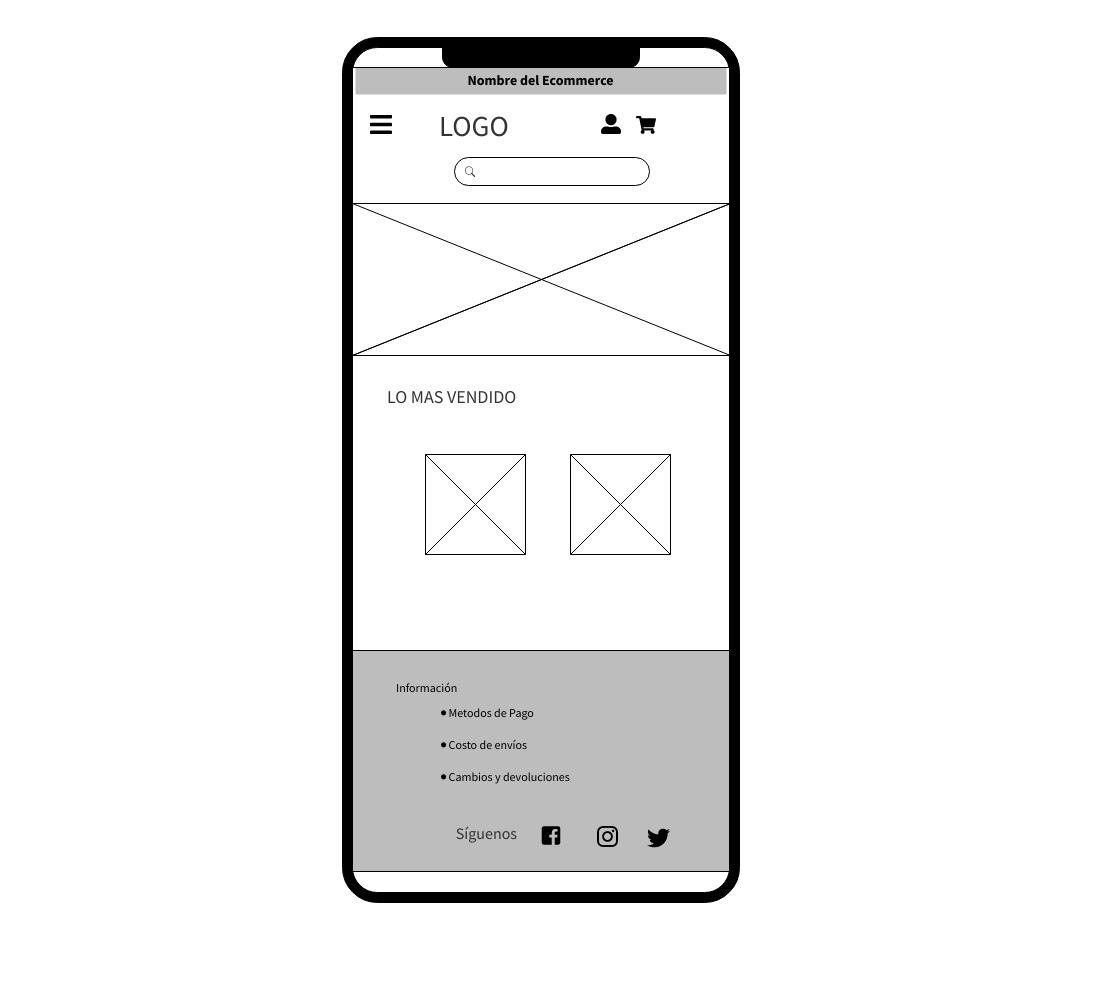 Nombre del Ecommerce
LOGO
LO MAS VENDIDO
Información
Metodos de Pago
Costo de envíos
Cambios y devoluciones
Síguenos